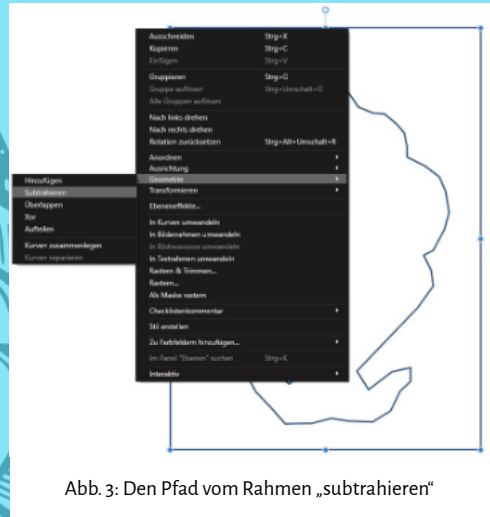 Ausschneiden Strg+X
Kopieren Strg+C
Einfügen Strg+V
Gruppieren Strg+G
Gruppe auflösen Strg+Umschalt+G
Alle Gruppen auflösen
Nach links drehen
Nach rechts drehen
Rotation zurücksetzen Strg+Alt+Umschalt+R
Anordnen
Ausrichtung
Geometrie
Transformieren
Ebeneneffekte...
In Kurven umwandeln
In Bilderrahmen umwandeln
In Bildressource umwandeln
In Textrahmen umwandeln
Rastern & Trimmen...
Rastern...
Als Maske rastern
Checklistenkommentar
Stil erstellen
Zu Farbfeldern hinzufügen...
Im Panel "Ebenen" suchen Strg+K
Interaktiv
Hinzufügen
Subtrahieren
Überlappen
Xor
Aufteilen
Kurven zusammenlegen
Kurven separieren
Abb. 3: Den Pfad vom Rahmen „subtrahieren“